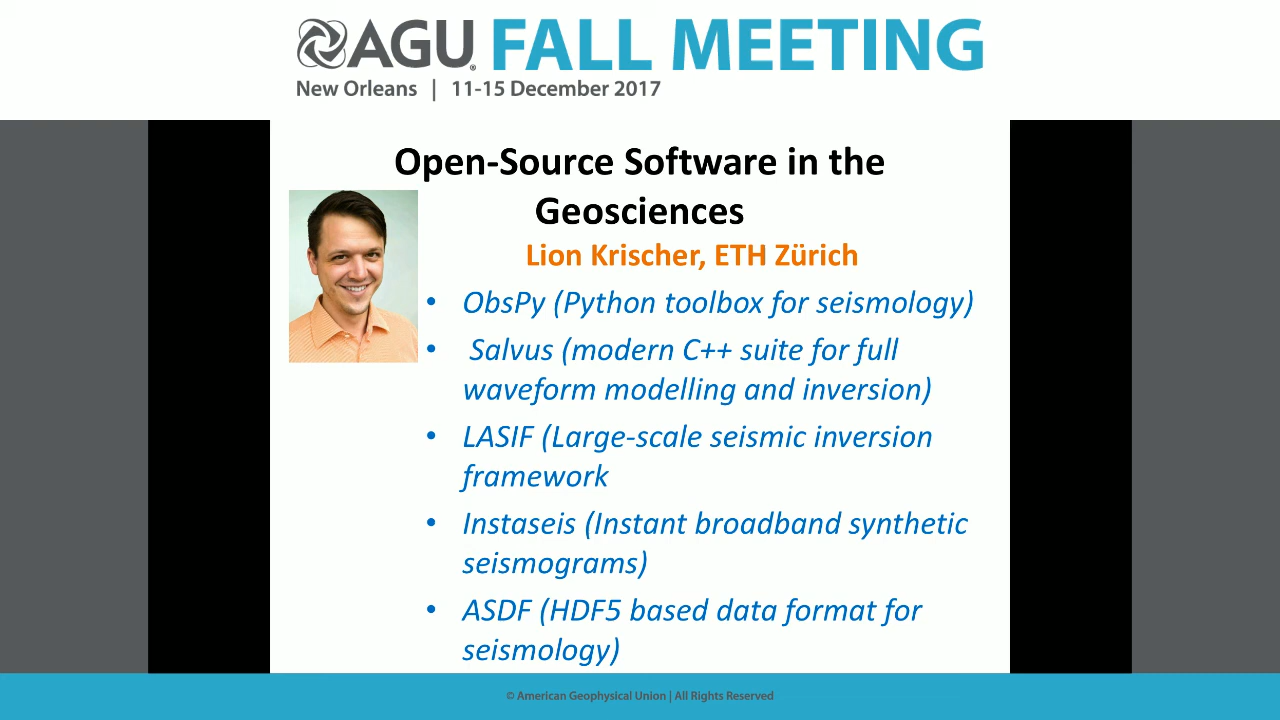 AGU FALL MEETING
New Orleans | 11-15 December 2017
Open-Source Software in the
Geosciences
Lion Krischer, ETH Zürich
• ObsPy (Python toolbox for seismology)
• Salvus (modern C++ suite for full
waveform modelling and inversion)
• LASIF (Large-scale seismic inversion
framework
• Instaseis (Instant broadband synthetic
seismograms)
• ASDF (HDF5 based data format for
seismology)
© American Geophysical Union | All Rights Reserved